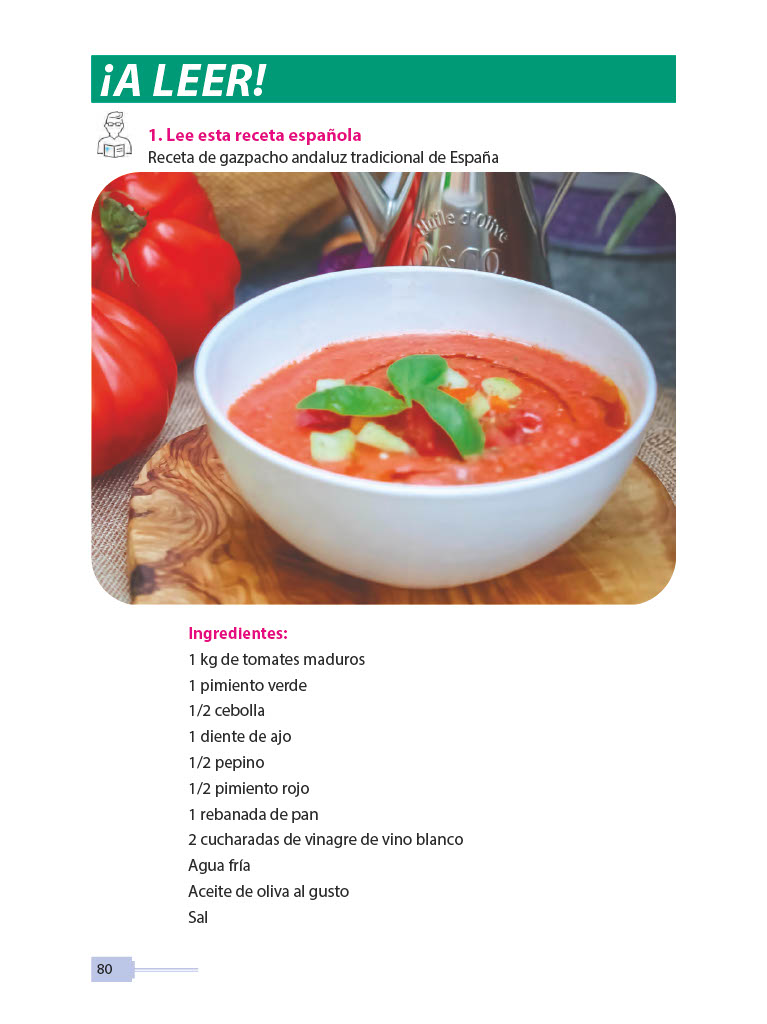 ¡A LEER!
1. Lee esta receta española
Receta de gazpacho andaluz tradicional de España
Huile d'Olive
& CO.
Ingredientes:
1 kg de tomates maduros
1 pimiento verde
1/2 cebolla
1 diente de ajo
1/2 pepino
1/2 pimiento rojo
1 rebanada de pan
2 cucharadas de vinagre de vino blanco
Agua fría
Aceite de oliva al gusto
Sal
80